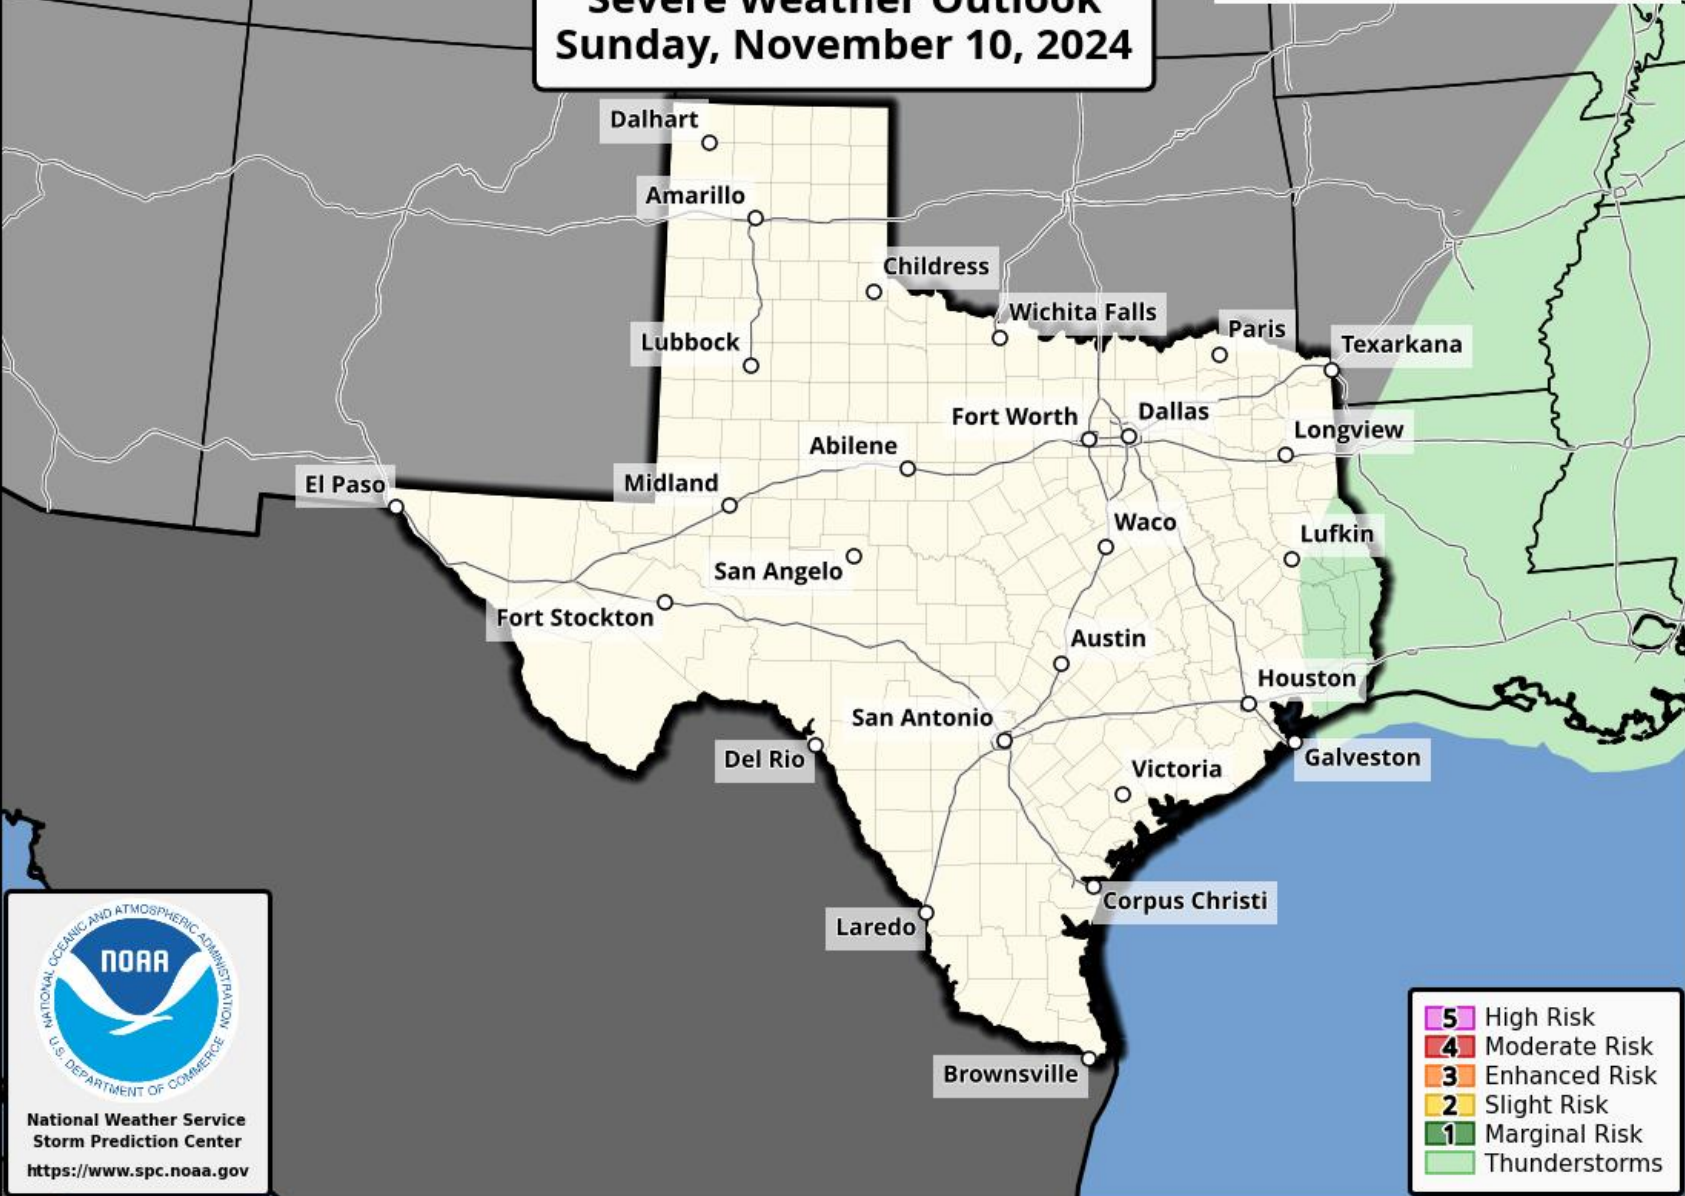 Severe Weather Outlook
Sunday, November 10, 2024
Dalhart
Amarillo
Childress
Wichita Falls
Paris
Texarkana
Lubbock
Fort Worth
Dallas
Longview
Abilene
El Paso
Midland
Waco
Lufkin
San Angelo
Fort Stockton
Austin
Houston
San Antonio
Del Rio
Galveston
Victoria
Corpus Christi
Laredo
Brownsville
NATIONAL OCEANIC AND ATMOSPHERIC ADMINISTRATION
NOAA
U.S. DEPARTMENT OF COMMERCE
National Weather Service
Storm Prediction Center
https://www.spc.noaa.gov
5 High Risk
4 Moderate Risk
3 Enhanced Risk
2 Slight Risk
1 Marginal Risk
Thunderstorms